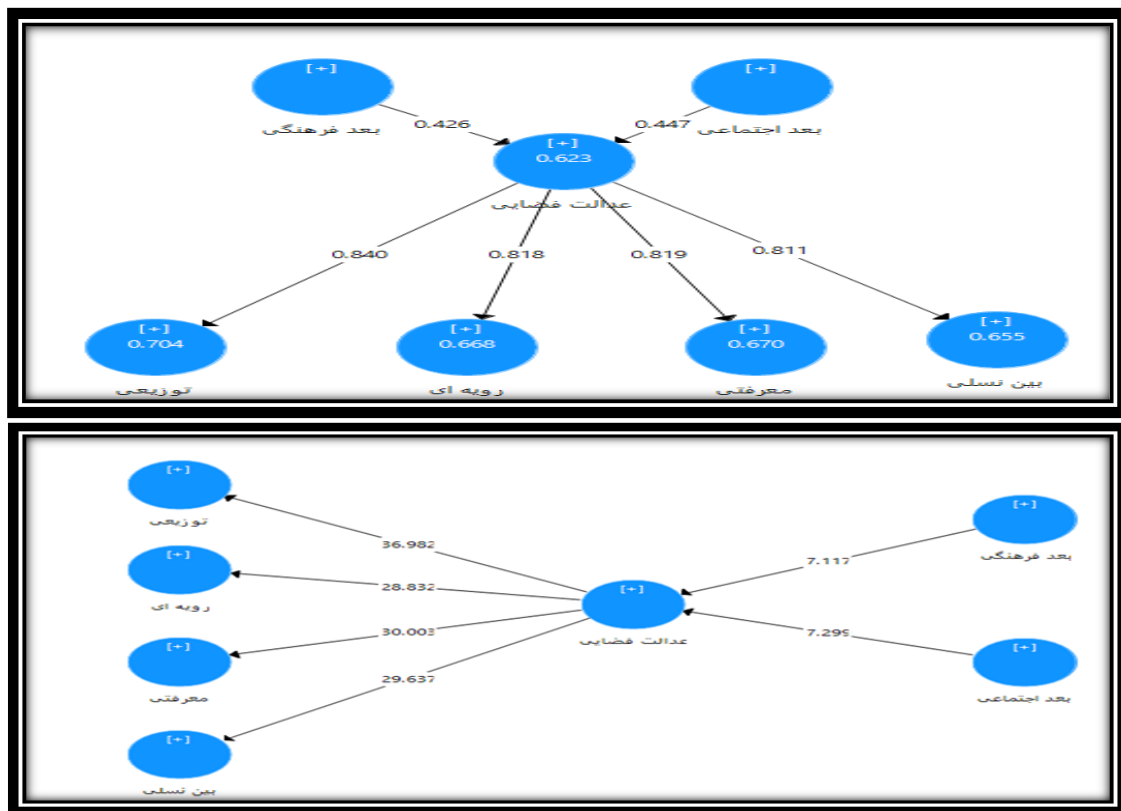 [+]
[+]
بعد فرهنگی
0.426
0.447
بعد اجتماعی
[+]
0.623
عدالت فضایی
0.840
0.818
0.819
0.811
[+]
0.704
توزیعی
[+]
0.668
رویه ای
[+]
0.670
معرفتی
[+]
0.655
بین نسلی
[+]
توزیعی
[+]
رویه ای
[+]
معرفتی
[+]
بین نسلی
36.982
28.832
30.003
29.637
[+]
عدالت فضایی
7.117
7.299
[+]
بعد فرهنگی
[+]
بعد اجتماعی